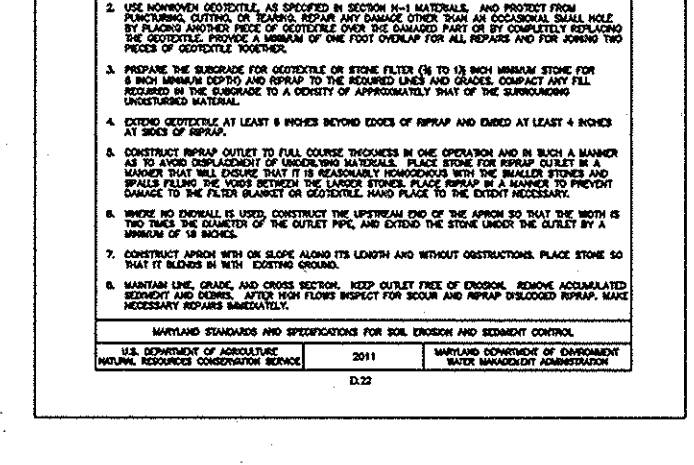 2. USE NONWOVEN GEOTEXTILE, AS SPECIFIED IN SECTION H-1 MATERIALS, AND PROTECT FROM
PUNCTURING, CUTTING, OR TEARING. REPAIR ANY DAMAGE OTHER THAN AN OCCASIONAL SMALL HOLE
BY PLACING ANOTHER PIECE OF GEOTEXTILE OVER THE DAMAGED PART OR BY COMPLETELY REPLACING
THE GEOTEXTILE. PROVIDE A MINIMUM OF ONE FOOT OVERLAP FOR ALL REPAIRS AND FOR JOINING TWO
PIECES OF GEOTEXTILE TOGETHER.
3. PREPARE THE SUBGRADE FOR GEOTEXTILE OR STONE FILTER (¾ TO 1½ INCH MINIMUM STONE FOR
6 INCH MINIMUM DEPTH) AND RIPRAP TO THE REQUIRED LINES AND GRADES. COMPACT ANY FILL
REQUIRED IN THE SUBGRADE TO A DENSITY OF APPROXIMATELY THAT OF THE SURROUNDING
UNDISTURBED MATERIAL.
4. EXTEND GEOTEXTILE AT LEAST 6 INCHES BEYOND EDGES OF RIPRAP AND EMBED AT LEAST 4 INCHES
AT SIDES OF RIPRAP.
5. CONSTRUCT RIPRAP OUTLET TO FULL COURSE THICKNESS IN ONE OPERATION AND IN SUCH A MANNER
AS TO AVOID DISPLACEMENT OF UNDERLYING MATERIALS. PLACE STONE FOR RIPRAP OUTLET IN A
MANNER THAT WILL ENSURE THAT IT IS REASONABLY HOMOGENOUS WITH THE SMALLER STONES AND
SPALLS FILLING THE VOIDS BETWEEN THE LARGER STONES. PLACE RIPRAP IN A MANNER TO PREVENT
DAMAGE TO THE FILTER BLANKET OR GEOTEXTILE. HAND PLACE TO THE EXTENT NECESSARY.
6. WHERE NO ENDWALL IS USED, CONSTRUCT THE UPSTREAM END OF THE APRON SO THAT THE WIDTH IS
TWO TIMES THE DIAMETER OF THE OUTLET PIPE, AND EXTEND THE STONE UNDER THE OUTLET BY A
MINIMUM OF 18 INCHES.
7. CONSTRUCT APRON WITH 0% SLOPE ALONG ITS LENGTH AND WITHOUT OBSTRUCTIONS. PLACE STONE SO
THAT IT BLENDS IN WITH EXISTING GROUND.
8. MAINTAIN LINE, GRADE, AND CROSS SECTION. KEEP OUTLET FREE OF EROSION. REMOVE ACCUMULATED
SEDIMENT AND DEBRIS. AFTER HIGH FLOWS INSPECT FOR SCOUR AND RIPRAP DISLODGED RIPRAP. MAKE
NECESSARY REPAIRS IMMEDIATELY.
MARYLAND STANDARDS AND SPECIFICATIONS FOR SOIL EROSION AND SEDIMENT CONTROL
U.S. DEPARTMENT OF AGRICULTURE
NATURAL RESOURCES CONSERVATION SERVICE
2011
MARYLAND DEPARTMENT OF ENVIRONMENT
WATER MANAGEMENT ADMINISTRATION
D.22